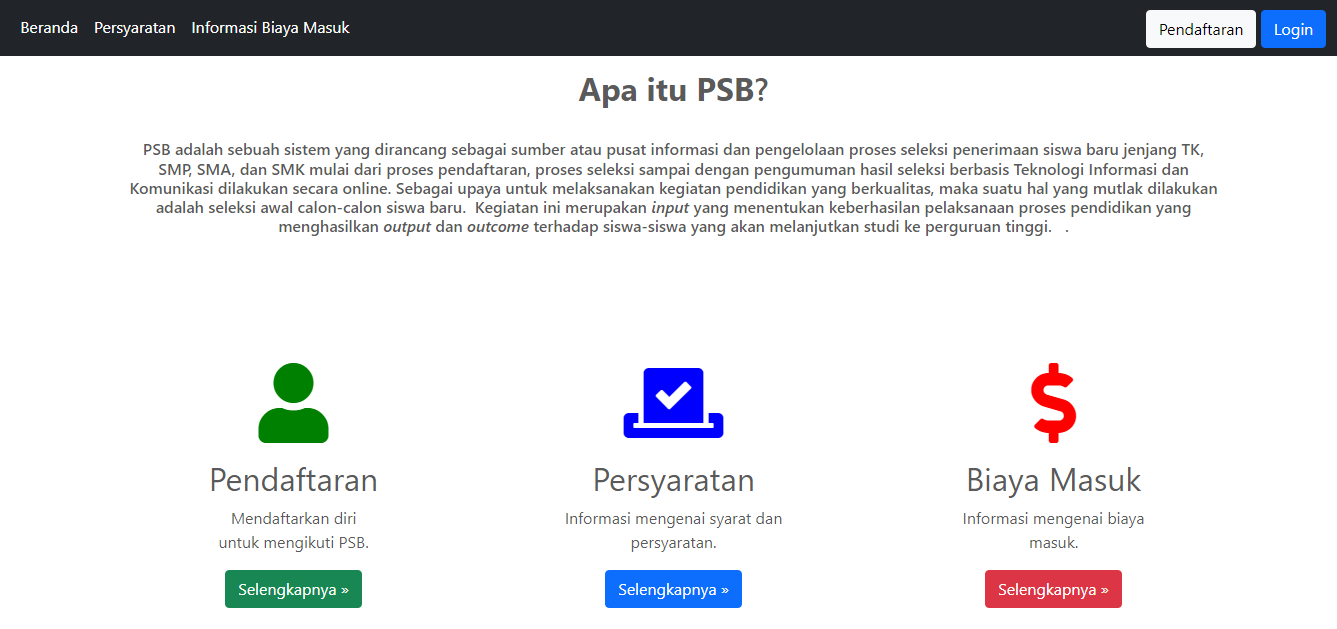 Beranda Persyaratan Informasi Biaya Masuk Pendaftaran Login
Apa itu PSB?
PSB adalah sebuah sistem yang dirancang sebagai sumber atau pusat informasi dan pengelolaan proses seleksi penerimaan siswa baru jenjang TK,
SMP, SMA, dan SMK mulai dari proses pendaftaran, proses seleksi sampai dengan pengumuman hasil seleksi berbasis Teknologi Informasi dan
Komunikasi dilakukan secara online. Sebagai upaya untuk melaksanakan kegiatan pendidikan yang berkualitas, maka suatu hal yang mutlak dilakukan
adalah seleksi awal calon-calon siswa baru.  Kegiatan ini merupakan input yang menentukan keberhasilan pelaksanaan proses pendidikan yang
menghasilkan output dan outcome terhadap siswa-siswa yang akan melanjutkan studi ke perguruan tinggi.   .
Pendaftaran
Mendaftarkan diri
untuk mengikuti PSB.
Selengkapnya »
Persyaratan
Informasi mengenai syarat dan
persyaratan.
Selengkapnya »
Biaya Masuk
Informasi mengenai biaya
masuk.
Selengkapnya »